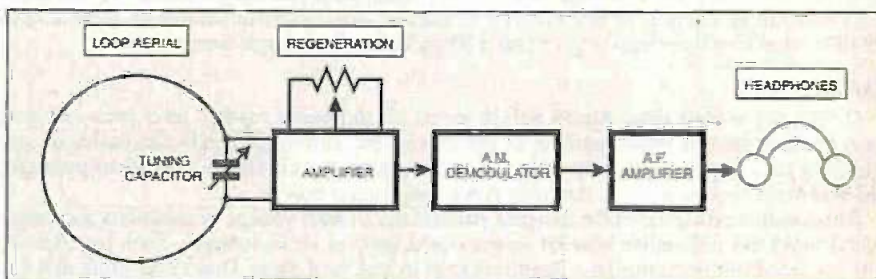 LOOP AERIAL
REGENERATION
HEADPHONES
TUNING
CAPACITOR
AMPLIFIER
A.M.
DEMODULATOR
A.F.
AMPLIFIER